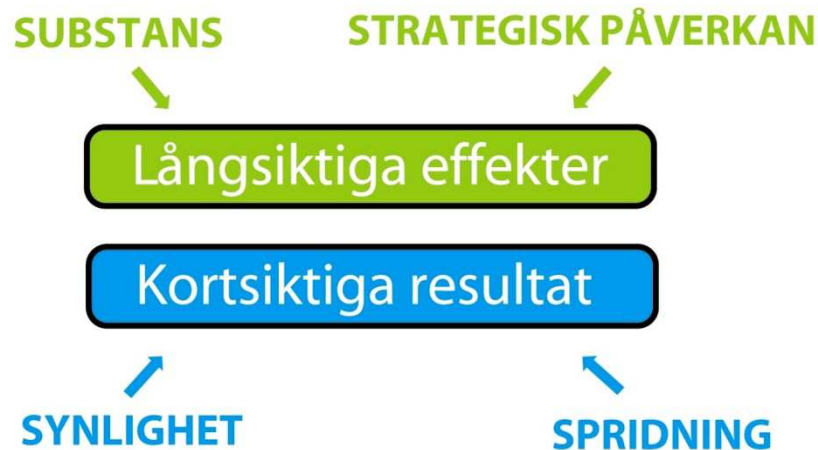 SUBSTANS
STRATEGISK PÅVERKAN
Långsiktiga effekter
Kortsiktiga resultat
SYNLIGHET
SPRIDNING